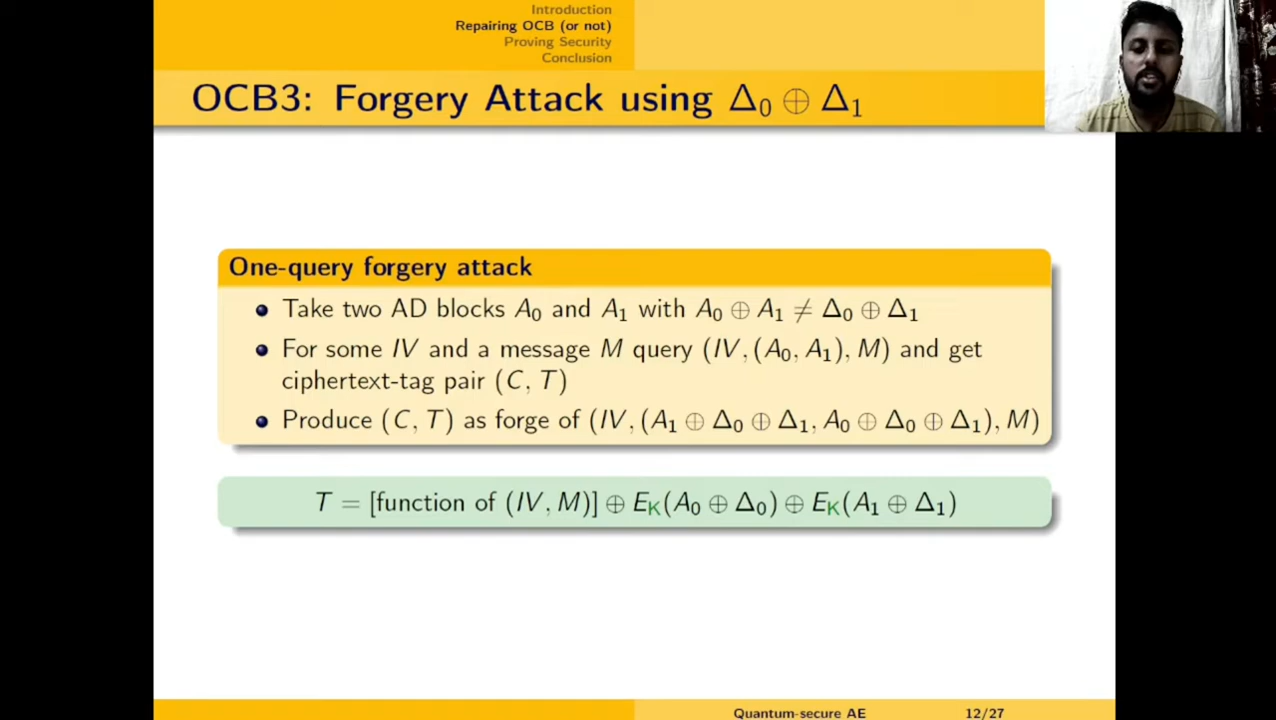 Introduction
Repairing OCB (or not)
Proving Security
Conclusion
OCB3: Forgery Attack using Δ₀ ⊕ Δ₁
One-query forgery attack
Take two AD blocks A₀ and A₁ with A₀ ⊕ A₁ ≠ Δ₀ ⊕ Δ₁
For some IV and a message M query (IV, (A₀, A₁), M) and get
ciphertext-tag pair (C, T)
Produce (C, T) as forge of (IV, (A₁ ⊕ Δ₀ ⊕ Δ₁, A₀ ⊕ Δ₀ ⊕ Δ₁), M)
T = [function of (IV, M)] ⊕ E_K(A₀ ⊕ Δ₀) ⊕ E_K(A₁ ⊕ Δ₁)
Quantum-secure AE 12/27